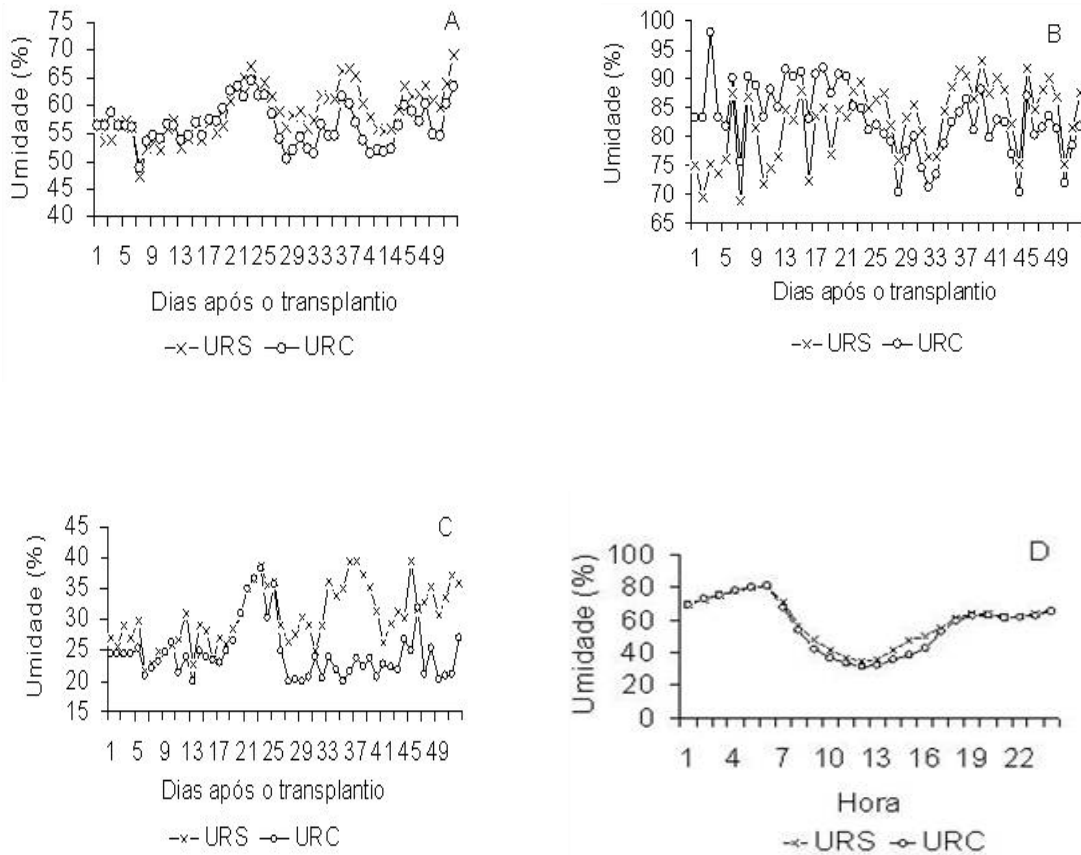 A
Umidade (%)
75
70
65
60
55
50
45
40
1 5 9 13 17 21 25 29 33 37 41 45 49
Dias após o transplantio
URS URC
B
Umidade (%)
100
95
90
85
80
75
70
65
1 5 9 13 17 21 25 29 33 37 41 45 49
Dias após o transplantio
URS URC
C
Umidade (%)
45
40
35
30
25
20
15
1 5 9 13 17 21 25 29 33 37 41 45 49
Dias após o transplantio
URS URC
D
Umidade (%)
100
80
60
40
20
0
1 4 7 10 13 16 19 22
Hora
URS URC